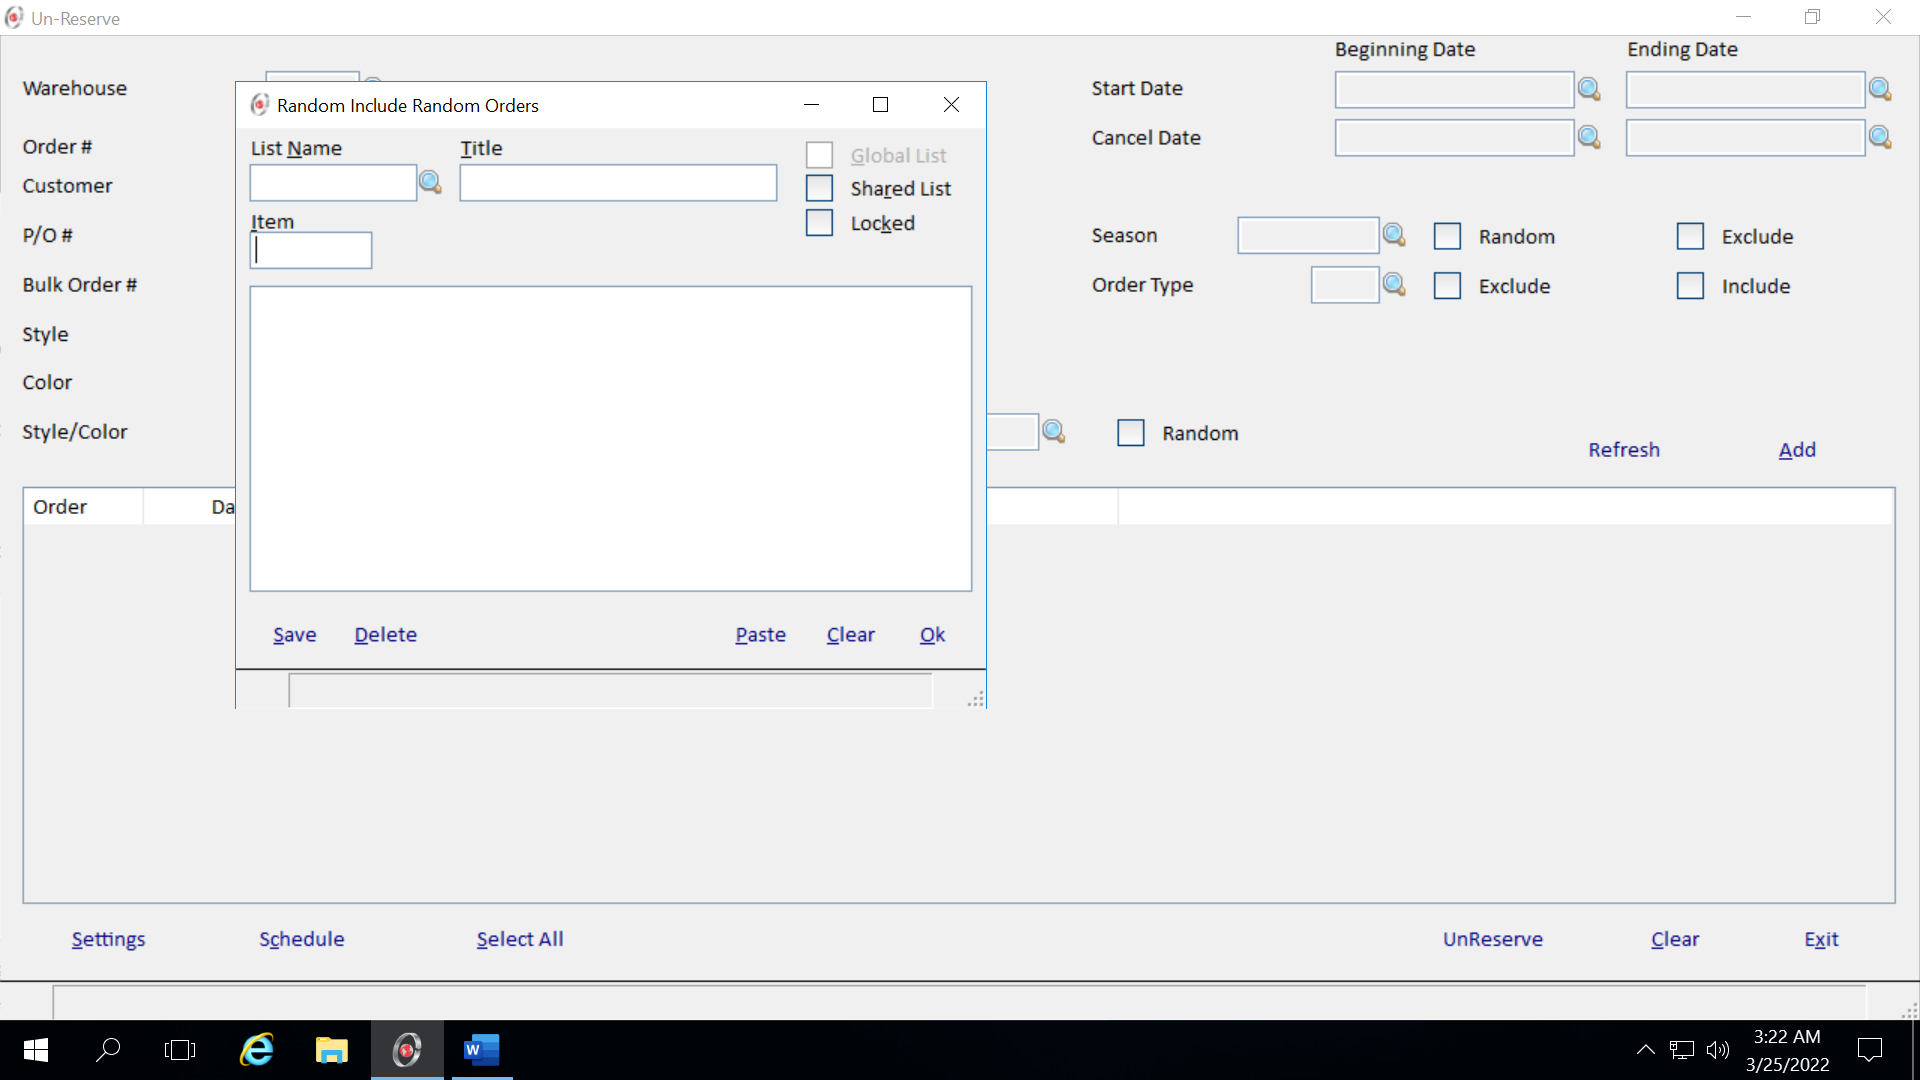 Un-Reserve
Beginning Date Ending Date
Warehouse
Start Date
Cancel Date
Order #
Customer
P/O #
Season Random Exclude
Bulk Order #
Order Type Exclude Include
Style
Color
Style/Color
Random
Refresh Add
Order Da
Random Include Random Orders
List Name Title
Global List
Shared List
Item
Locked
Save Delete Paste Clear Ok
Settings Schedule Select All UnReserve Clear Exit
W
3:22 AM
3/25/2022